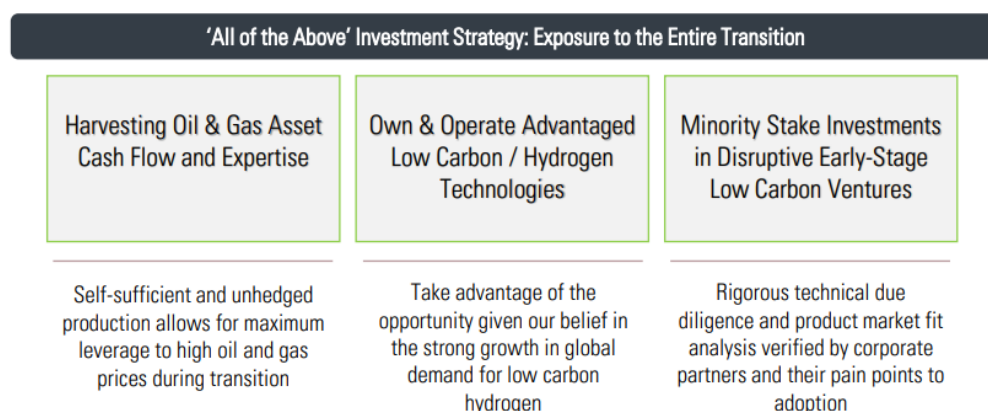 ‘All of the Above’ Investment Strategy: Exposure to the Entire Transition
Harvesting Oil & Gas Asset
Cash Flow and Expertise
Own & Operate Advantaged
Low Carbon / Hydrogen
Technologies
Minority Stake Investments
in Disruptive Early-Stage
Low Carbon Ventures
Self-sufficient and unhedged
production allows for maximum
leverage to high oil and gas
prices during transition
Take advantage of the
opportunity given our belief in
the strong growth in global
demand for low carbon
hydrogen
Rigorous technical due
diligence and product market fit
analysis verified by corporate
partners and their pain points to
adoption